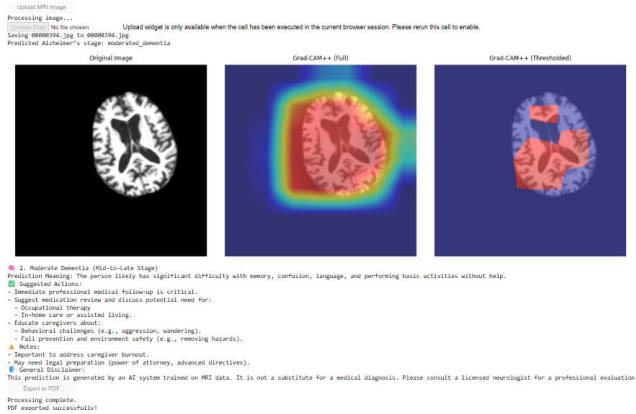 Upload MRI Image
Processing image...
Choose Files No file chosen Upload widget is only available when the cell has been executed in the current browser session. Please rerun this cell to enable.
Saving 00000394.jpg to 00000394.jpg
Predicted Alzheimer's stage: moderated_dementia
Original Image Grad-CAM++ (Full) Grad-CAM++ (Thresholded)
🧠 2. Moderate Dementia (Mid-to-Late Stage)
Prediction Meaning: The person likely has significant difficulty with memory, confusion, language, and performing basic activities without help.
✅ Suggested Actions:
- Immediate professional medical follow-up is critical.
- Suggest medication review and discuss potential need for:
- Occupational therapy
- In-home care or assisted living.
- Educate caregivers about:
- Behavioral challenges (e.g., aggression, wandering).
- Fall prevention and environment safety (e.g., removing hazards).
⚠️ Notes:
- Important to address caregiver burnout.
- May need legal preparation (power of attorney, advanced directives).
General Disclaimer:
This prediction is generated by an AI system trained on MRI data. It is not a substitute for a medical diagnosis. Please consult a licensed neurologist for a professional evaluation
Export to PDF
Processing complete.
PDF exported successfully!